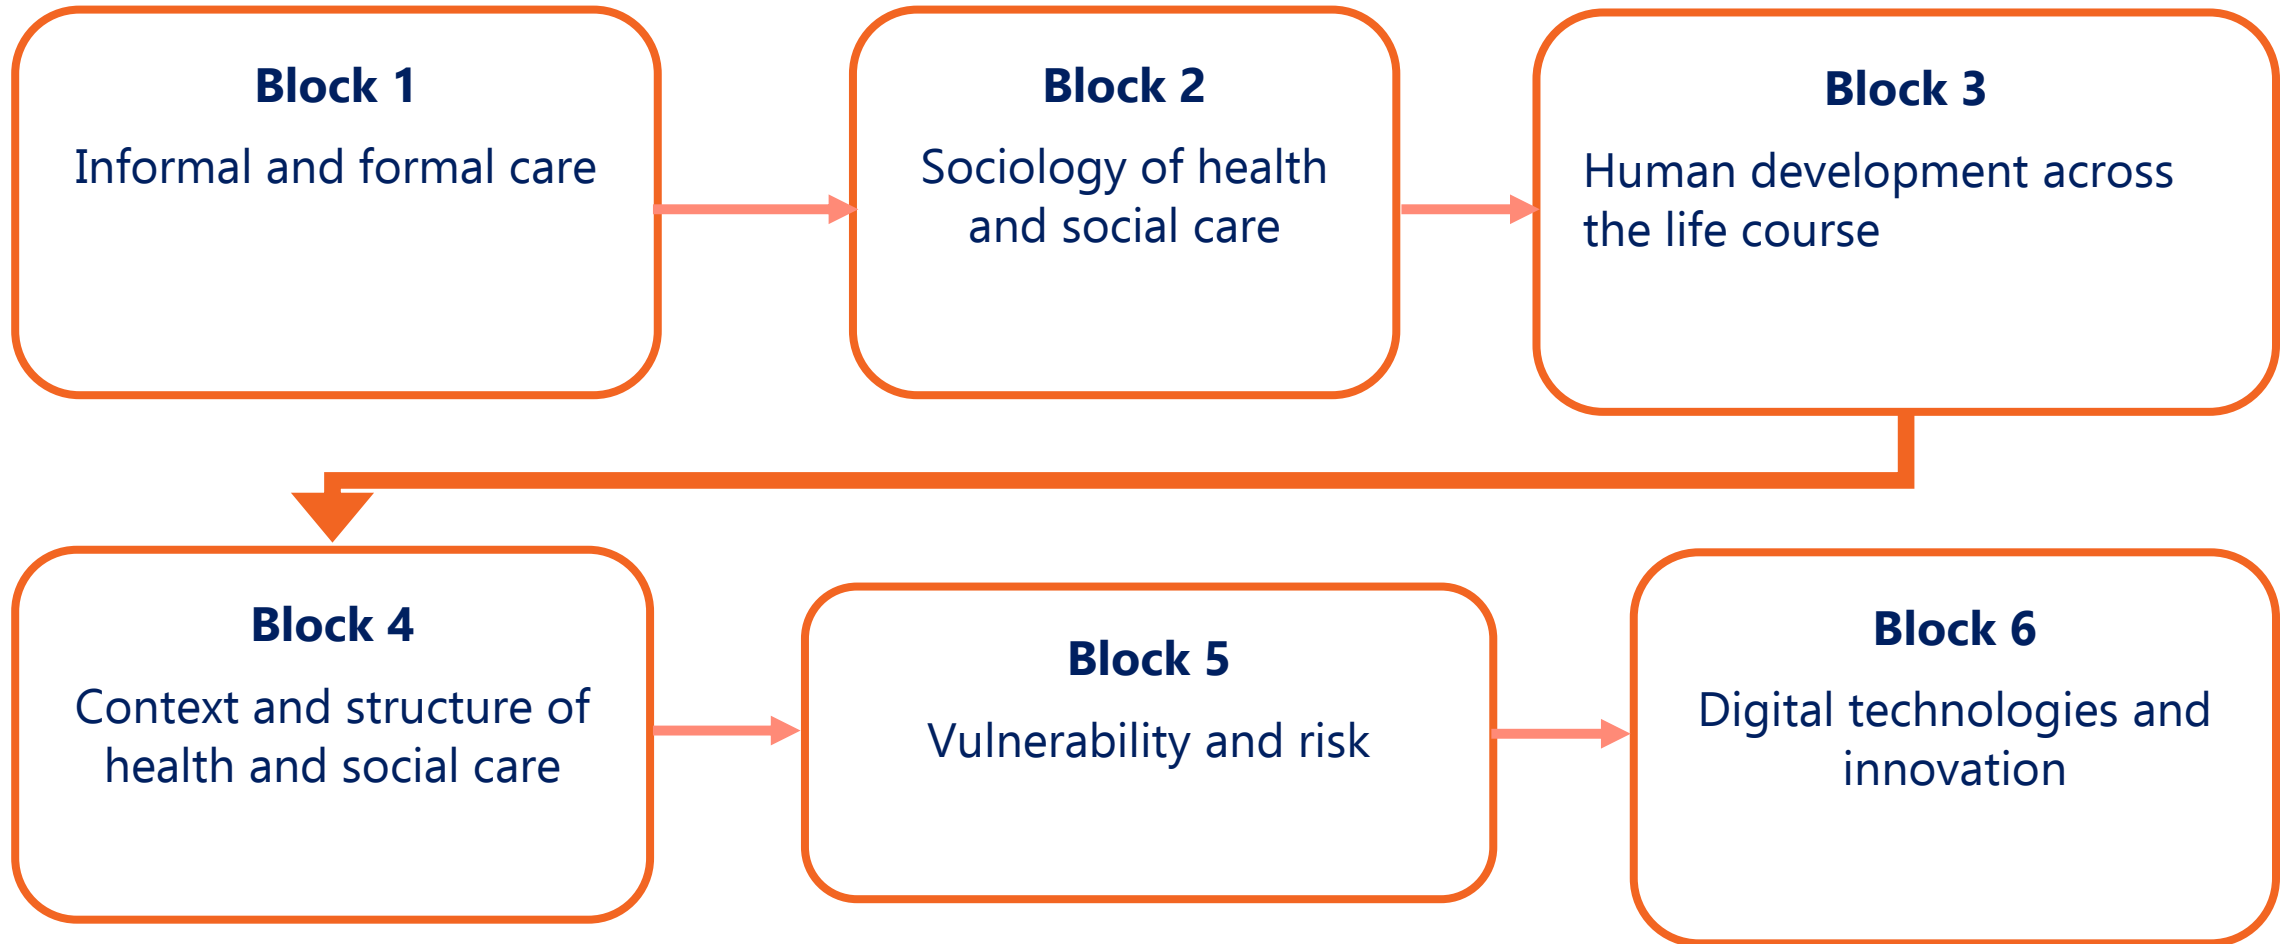 Block 1
Informal and formal care
Block 2
Sociology of health
and social care
Block 3
Human development across
the life course
Block 4
Context and structure of
health and social care
Block 5
Vulnerability and risk
Block 6
Digital technologies and
innovation